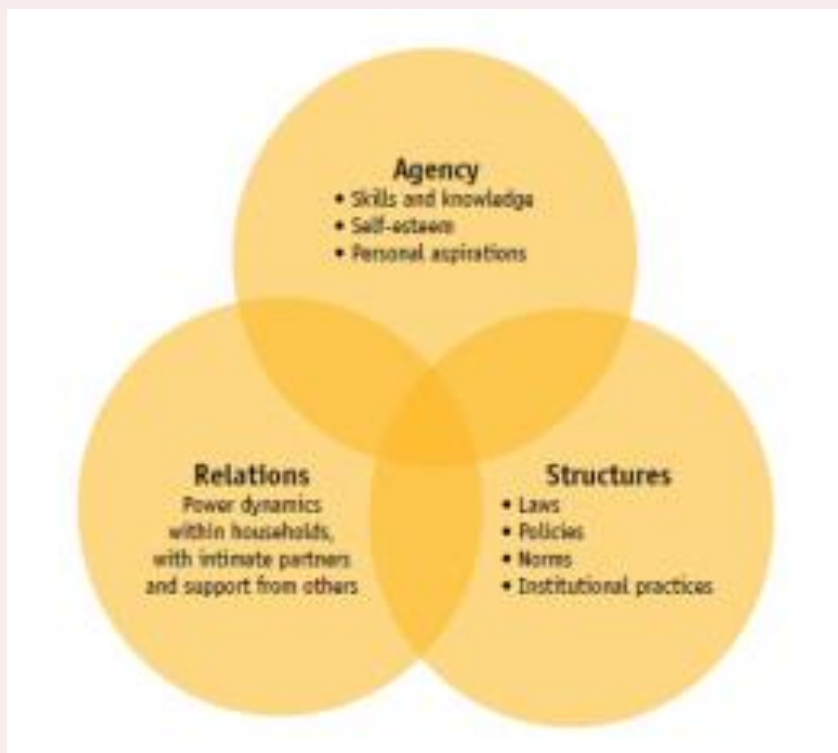 Agency
• Skills and knowledge
• Self-esteem
• Personal aspirations
Relations
Power dynamics
within households,
with intimate partners
and support from others
Structures
• Laws
• Policies
• Norms
• Institutional practices